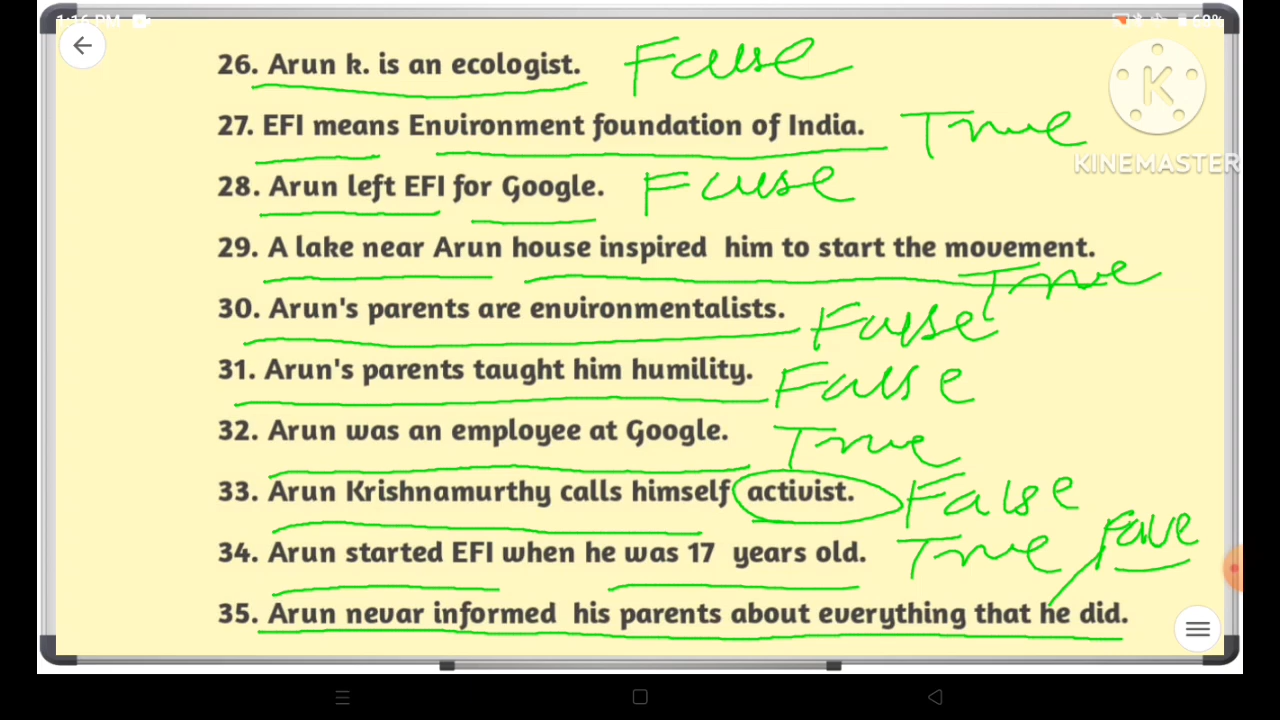 1:16 PM
69%
26. Arun k. is an ecologist. False
27. EFI means Environment foundation of India. True
KINEMASTER
28. Arun left EFI for Google. False
29. A lake near Arun house inspired him to start the movement. True
30. Arun's parents are environmentalists. False
31. Arun's parents taught him humility. False
32. Arun was an employee at Google. True
33. Arun Krishnamurthy calls himself activist. False
34. Arun started EFI when he was 17 years old. True
35. Arun nevar informed his parents about everything that he did. False